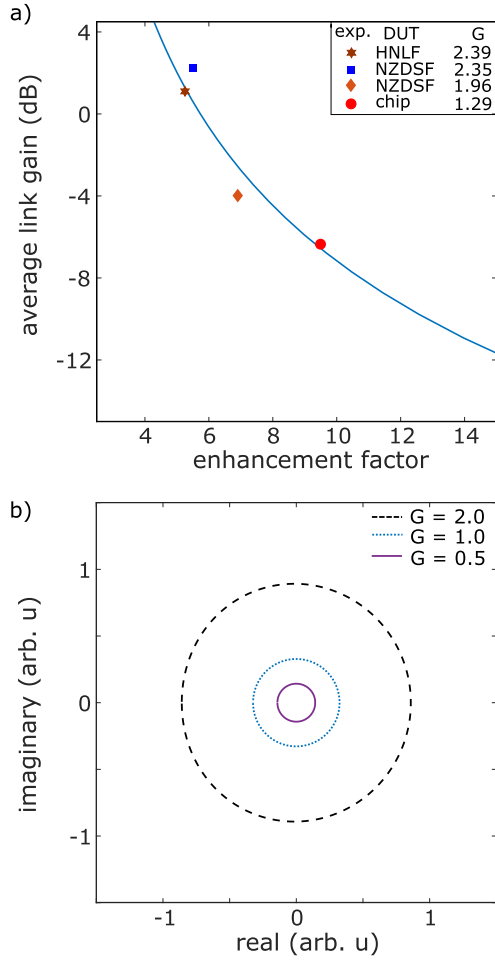 a)
4
0
-4
-8
-12
average link gain (dB)
exp. DUT G
HNLF 2.39
NZDSF 2.35
NZDSF 1.96
chip 1.29
4 6 8 10 12 14
enhancement factor
b)
G = 2.0
G = 1.0
G = 0.5
1
0
-1
imaginary (arb. u)
-1 0 1
real (arb. u)